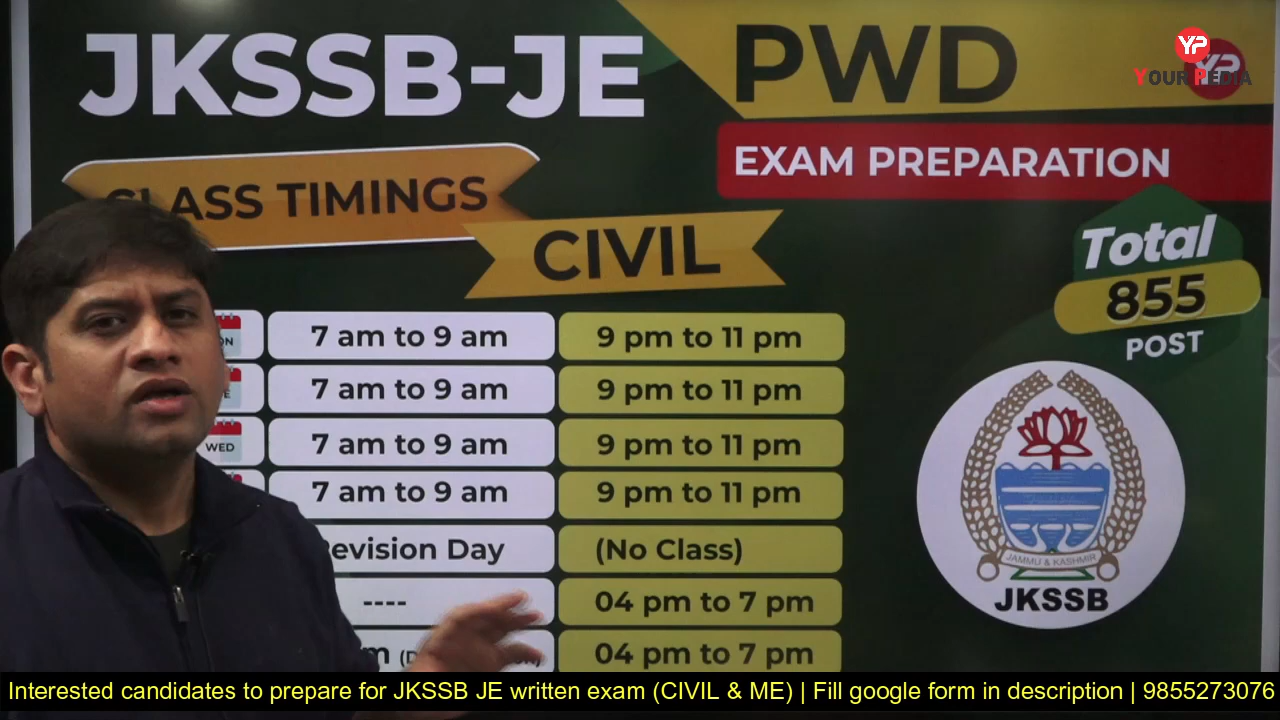 JKSSB-JE
PWD
YP
YP
YOUR PEDIA
EXAM PREPARATION
CLASS TIMINGS
CIVIL
Total
855
POST
7 am to 9 am 9 pm to 11 pm
7 am to 9 am 9 pm to 11 pm
WED 7 am to 9 am 9 pm to 11 pm
7 am to 9 am 9 pm to 11 pm
Revision Day (No Class)
---- 04 pm to 7 pm
04 pm to 7 pm
JAMMU & KASHMIR
JKSSB
Interested candidates to prepare for JKSSB JE written exam (CIVIL & ME) | Fill google form in description | 9855273076